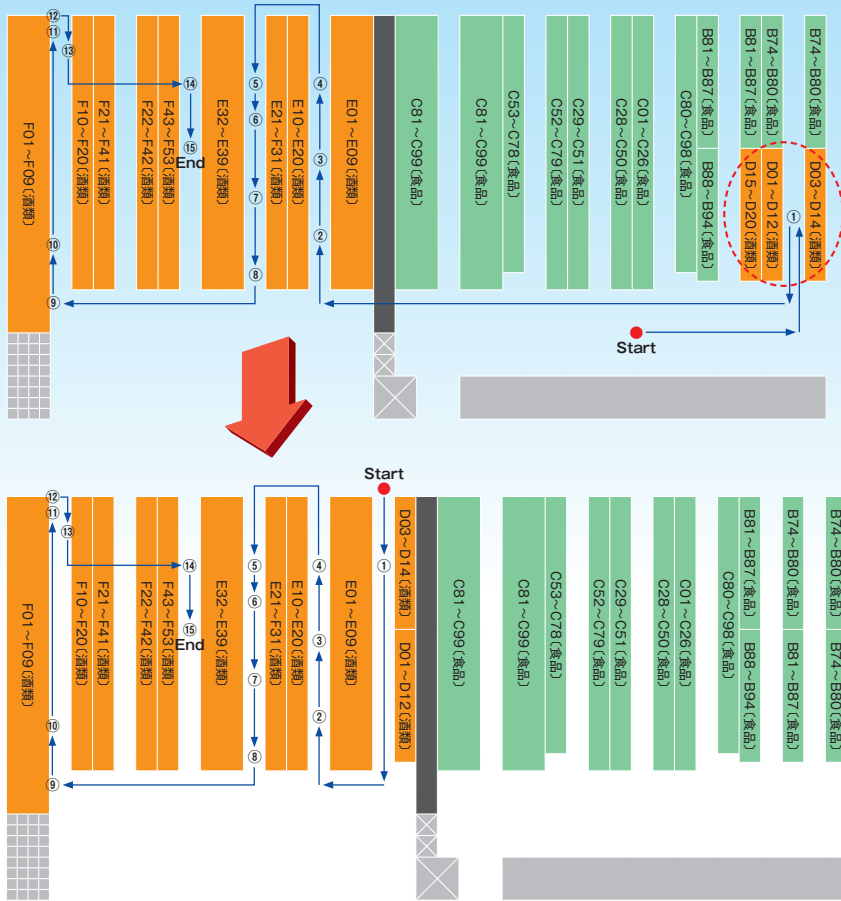 ⑫
⑪
⑬
⑩
⑨
F01～F09〔酒類〕
F10～F20〔酒類〕
F21～F41〔酒類〕
F22～F42〔酒類〕
F43～F53〔酒類〕
⑭
⑮
End
E32～E39〔酒類〕
⑤
⑥
⑦
⑧
E21～F31〔酒類〕
E10～E20〔酒類〕
④
③
②
E01～E09〔酒類〕
C81～C99〔食品〕
C81～C99〔食品〕
C53～C78〔食品〕
C52～C79〔食品〕
C29～C51〔食品〕
C28～C50〔食品〕
C01～C26〔食品〕
C80～C98〔食品〕
B81～B87〔食品〕
B88～B94〔食品〕
B81～B87〔食品〕
D15～D20〔酒類〕
B74～B80〔食品〕
D01～D12〔酒類〕
①
B74～B80〔食品〕
D03～D14〔酒類〕
Start
Start
⑫
⑪
⑬
⑩
⑨
F01～F09〔酒類〕
F10～F20〔酒類〕
F21～F41〔酒類〕
F22～F42〔酒類〕
F43～F53〔酒類〕
⑭
⑮
End
E32～E39〔酒類〕
⑤
⑥
⑦
⑧
E21～F31〔酒類〕
E10～E20〔酒類〕
④
③
②
E01～E09〔酒類〕
①
D03～D14〔酒類〕
D01～D12〔酒類〕
C81～C99〔食品〕
C81～C99〔食品〕
C53～C78〔食品〕
C52～C79〔食品〕
C29～C51〔食品〕
C28～C50〔食品〕
C01～C26〔食品〕
C80～C98〔食品〕
B81～B87〔食品〕
B88～B94〔食品〕
B74～B80〔食品〕
B81～B87〔食品〕
B74～B80〔食品〕
B74～B80〔食品〕